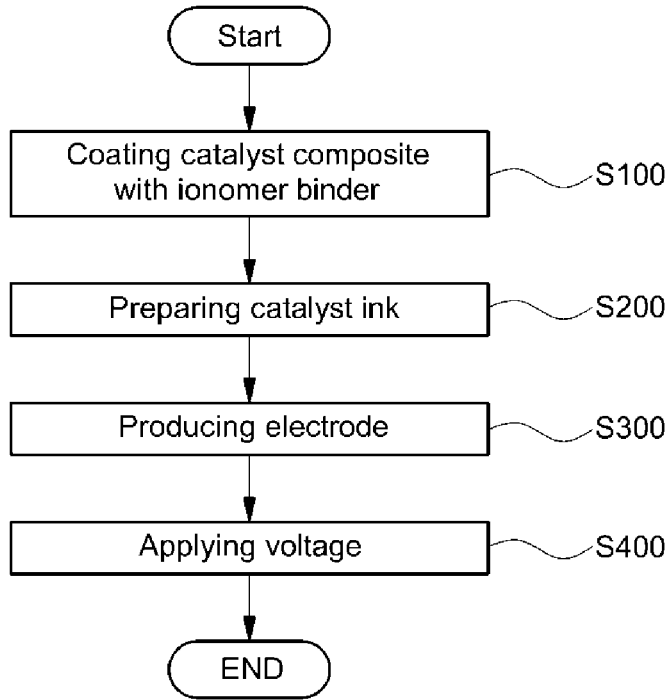 Start
Coating catalyst composite
with ionomer binder
S100
Preparing catalyst ink
S200
Producing electrode
S300
Applying voltage
S400
END